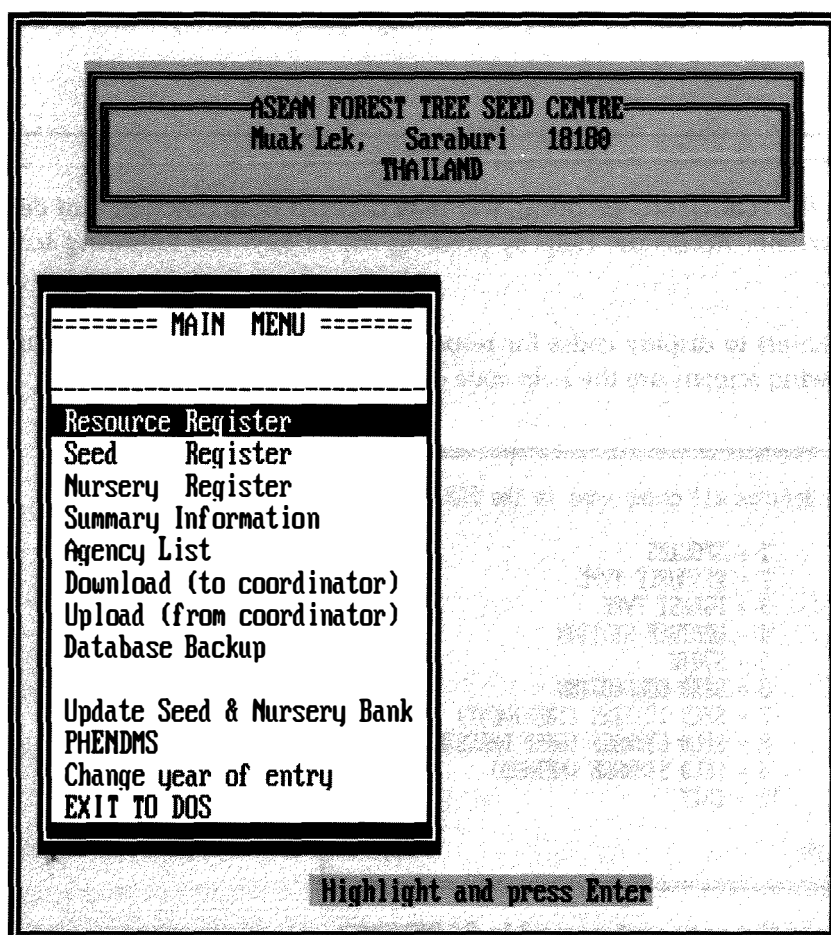 ASEAN FOREST TREE SEED CENTRE
Muak Lek, Saraburi 18180
THAILAND
======== MAIN MENU =======
Resource Register
Seed Register
Nursery Register
Summary Information
Agency List
Download (to coordinator)
Upload (from coordinator)
Database Backup
Update Seed & Nursery Bank
PHENDMS
Change year of entry
EXIT TO DOS
Highlight and press Enter